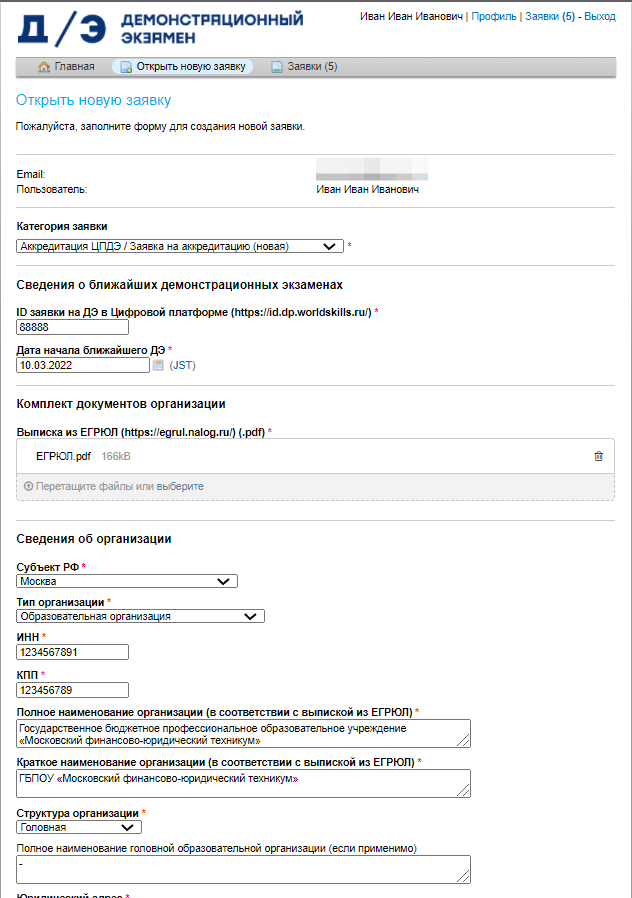 Д/Э ДЕМОНСТРАЦИОННЫЙ
ЭКЗАМЕН
Иван Иван Иванович | Профиль | Заявки (5) - Выход
Главная Открыть новую заявку Заявки (5)
Открыть новую заявку
Пожалуйста, заполните форму для создания новой заявки.
Email:
Пользователь: Иван Иван Иванович
Категория заявки
Аккредитация ЦПДЭ / Заявка на аккредитацию (новая) *
Сведения о ближайших демонстрационных экзаменах
ID заявки на ДЭ в Цифровой платформе (https://id.dp.worldskills.ru/) *
88888
Дата начала ближайшего ДЭ *
10.03.2022 (JST)
Комплект документов организации
Выписка из ЕГРЮЛ (https://egrul.nalog.ru/) (.pdf) *
ЕГРЮЛ.pdf 166kB
Перетащите файлы или выберите
Сведения об организации
Субъект РФ *
Москва
Тип организации *
Образовательная организация
ИНН *
1234567891
КПП *
123456789
Полное наименование организации (в соответствии с выпиской из ЕГРЮЛ) *
Государственное бюджетное профессиональное образовательное учреждение
«Московский финансово-юридический техникум»
Краткое наименование организации (в соответствии с выпиской из ЕГРЮЛ) *
ГБПОУ «Московский финансово-юридический техникум»
Структура организации *
Головная
Полное наименование головной образовательной организации (если применимо)
-
Юридический адрес *